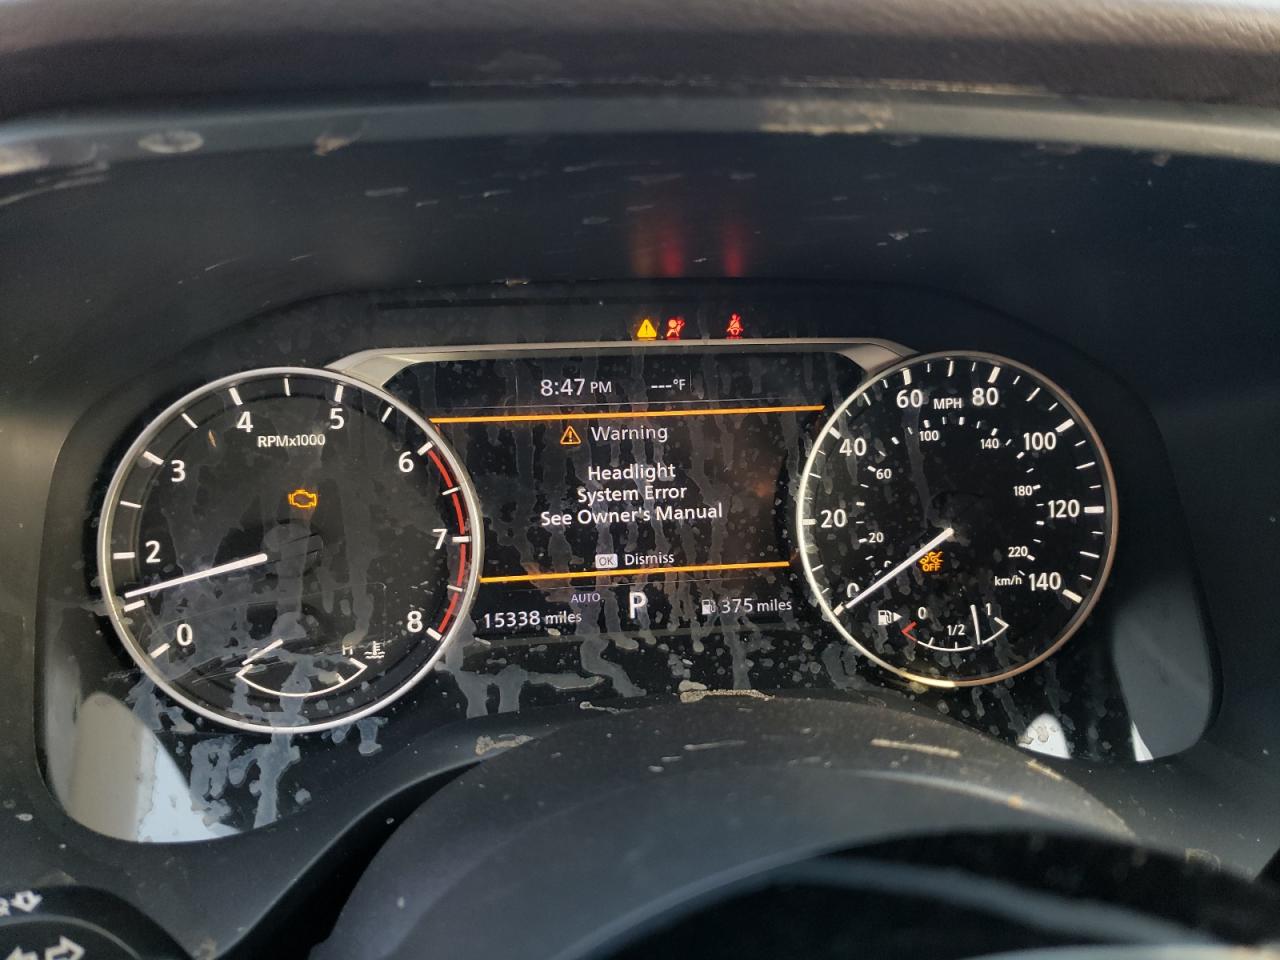 8:47 PM ---°F
Warning
Headlight
System Error
See Owner's Manual
OK Dismiss
AUTO
15338 miles P 375 miles
RPMx1000
0
2
3
4
5
6
7
8
H
MPH
0
20
40
60
80
100
120
140
km/h
0
20
60
100
140
180
220
OFF
0
1/2
1